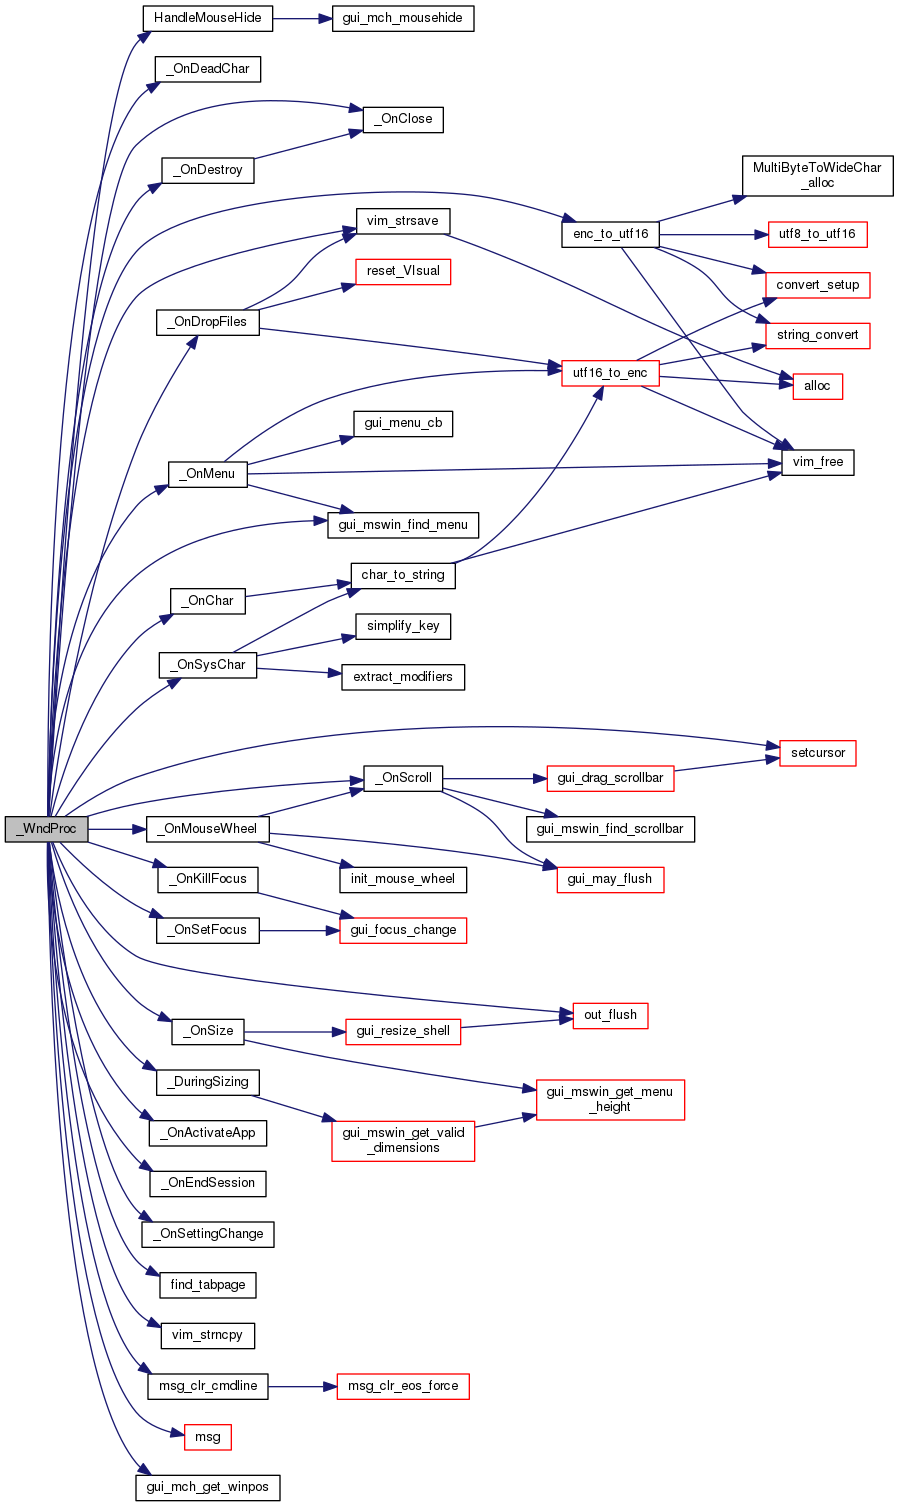 HandleMouseHide
gui_mch_mousehide
_OnDeadChar
_OnClose
_OnDestroy
MultiByteToWideChar
_alloc
vim_strsave
enc_to_utf16
utf8_to_utf16
reset_VIsual
convert_setup
_OnDropFiles
string_convert
utf16_to_enc
alloc
gui_menu_cb
_OnMenu
vim_free
gui_mswin_find_menu
char_to_string
_OnChar
simplify_key
_OnSysChar
extract_modifiers
setcursor
_OnScroll
gui_drag_scrollbar
_WndProc
_OnMouseWheel
gui_mswin_find_scrollbar
_OnKillFocus
init_mouse_wheel
gui_may_flush
_OnSetFocus
gui_focus_change
out_flush
_OnSize
gui_resize_shell
_DuringSizing
gui_mswin_get_menu
_height
_OnActivateApp
gui_mswin_get_valid
_dimensions
_OnEndSession
_OnSettingChange
find_tabpage
vim_strncpy
msg_clr_cmdline
msg_clr_eos_force
msg
gui_mch_get_winpos